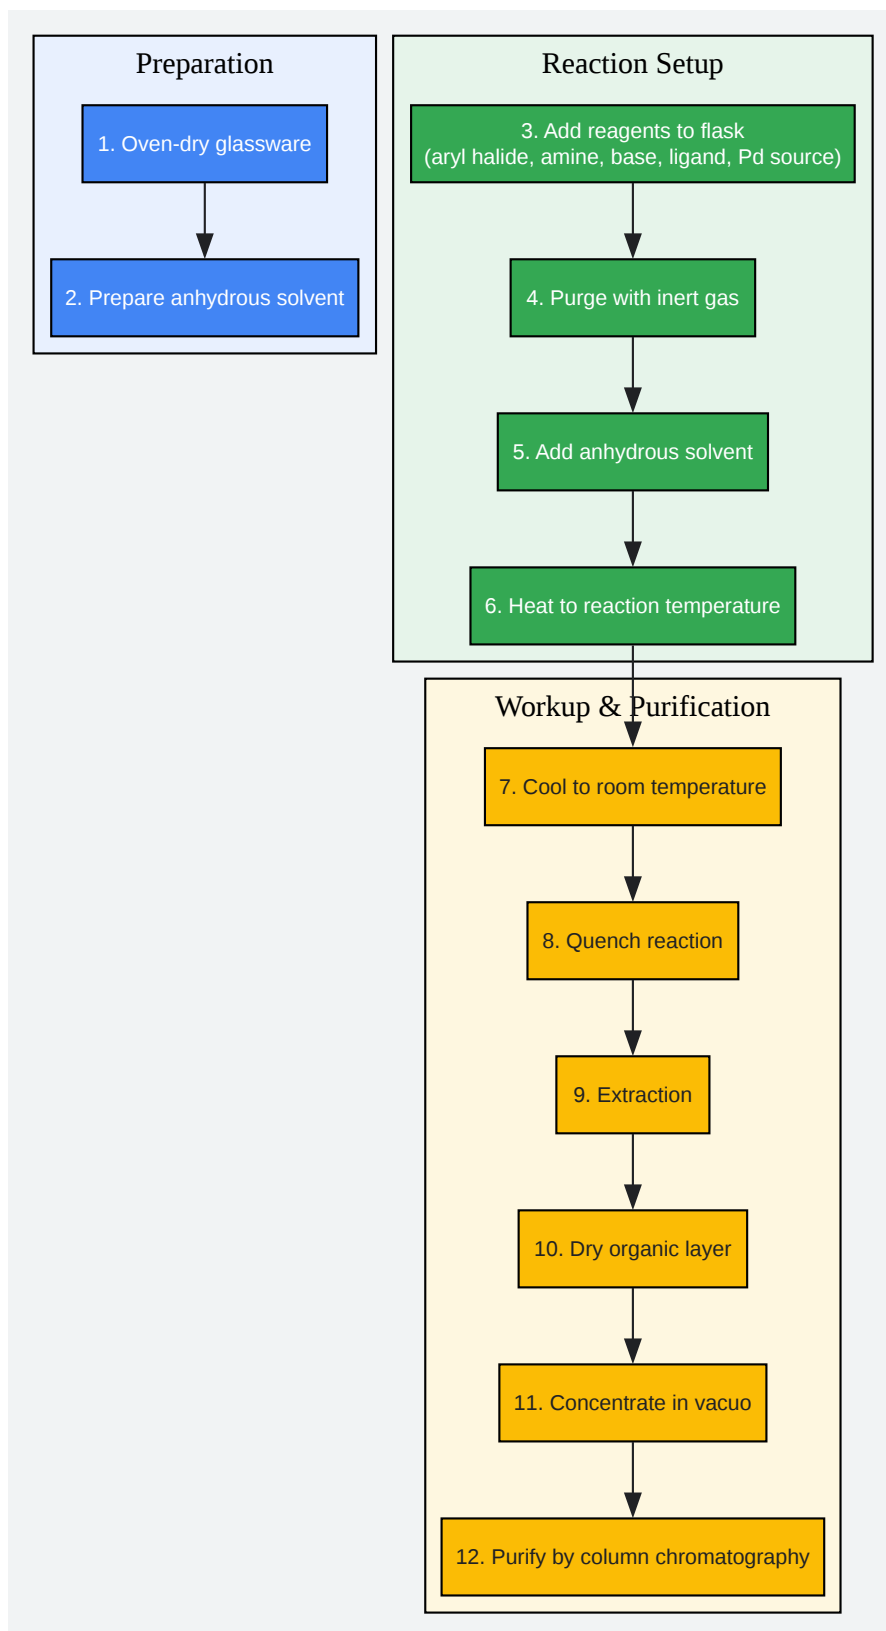 Preparation
1. Oven-dry glassware
2. Prepare anhydrous solvent
Reaction Setup
3. Add reagents to flask
(aryl halide, amine, base, ligand, Pd source)
4. Purge with inert gas
5. Add anhydrous solvent
6. Heat to reaction temperature
Workup & Purification
7. Cool to room temperature
8. Quench reaction
9. Extraction
10. Dry organic layer
11. Concentrate in vacuo
12. Purify by column chromatography